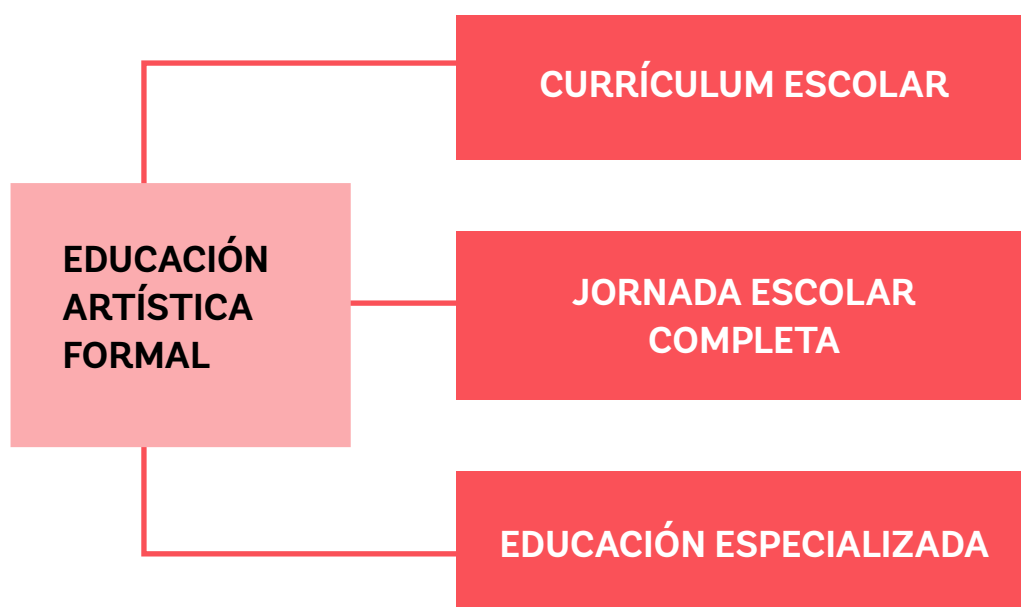 EDUCACIÓN
ARTÍSTICA
FORMAL
CURRÍCULUM ESCOLAR
JORNADA ESCOLAR
COMPLETA
EDUCACIÓN ESPECIALIZADA